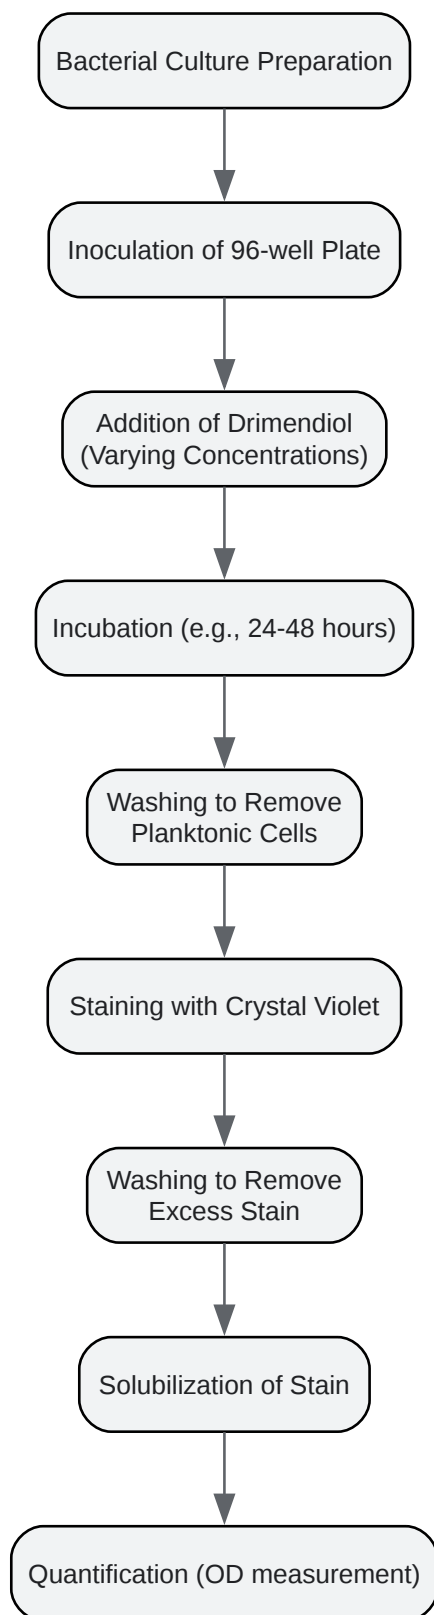 Bacterial Culture Preparation
Inoculation of 96-well Plate
Addition of Drimendiol
(Varying Concentrations)
Incubation (e.g., 24-48 hours)
Washing to Remove
Planktonic Cells
Staining with Crystal Violet
Washing to Remove
Excess Stain
Solubilization of Stain
Quantification (OD measurement)